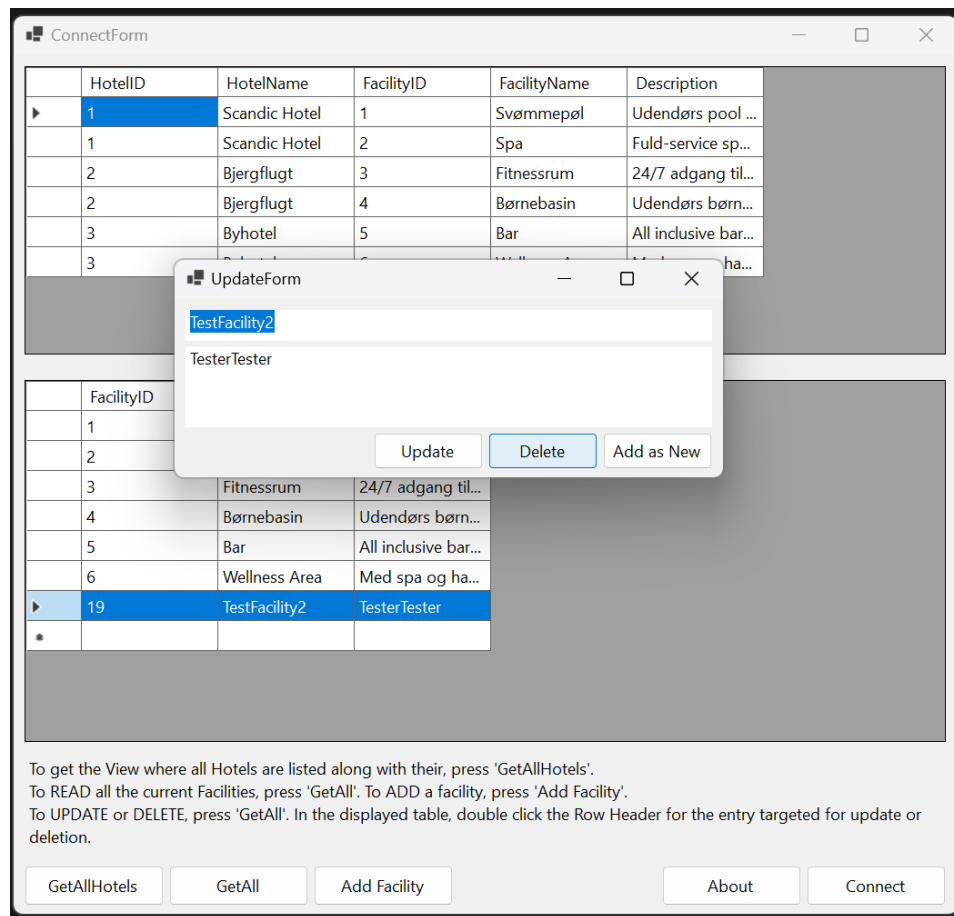 ConnectForm
HotelID HotelName FacilityID FacilityName Description
1 Scandic Hotel 1 Svømmepøl Udendørs pool ...
1 Scandic Hotel 2 Spa Fuld-service sp...
2 Bjergflugt 3 Fitnessrum 24/7 adgang til...
2 Bjergflugt 4 Børnebasin Udendørs børn...
3 Byhotel 5 Bar All inclusive bar...
3 ha...
UpdateForm
TestFacility2
TesterTester
Update Delete Add as New
FacilityID
1
2
3 Fitnessrum 24/7 adgang til...
4 Børnebasin Udendørs børn...
5 Bar All inclusive bar...
6 Wellness Area Med spa og ha...
19 TestFacility2 TesterTester
To get the View where all Hotels are listed along with their, press 'GetAllHotels'.
To READ all the current Facilities, press 'GetAll'. To ADD a facility, press 'Add Facility'.
To UPDATE or DELETE, press 'GetAll'. In the displayed table, double click the Row Header for the entry targeted for update or
deletion.
GetAllHotels GetAll Add Facility About Connect